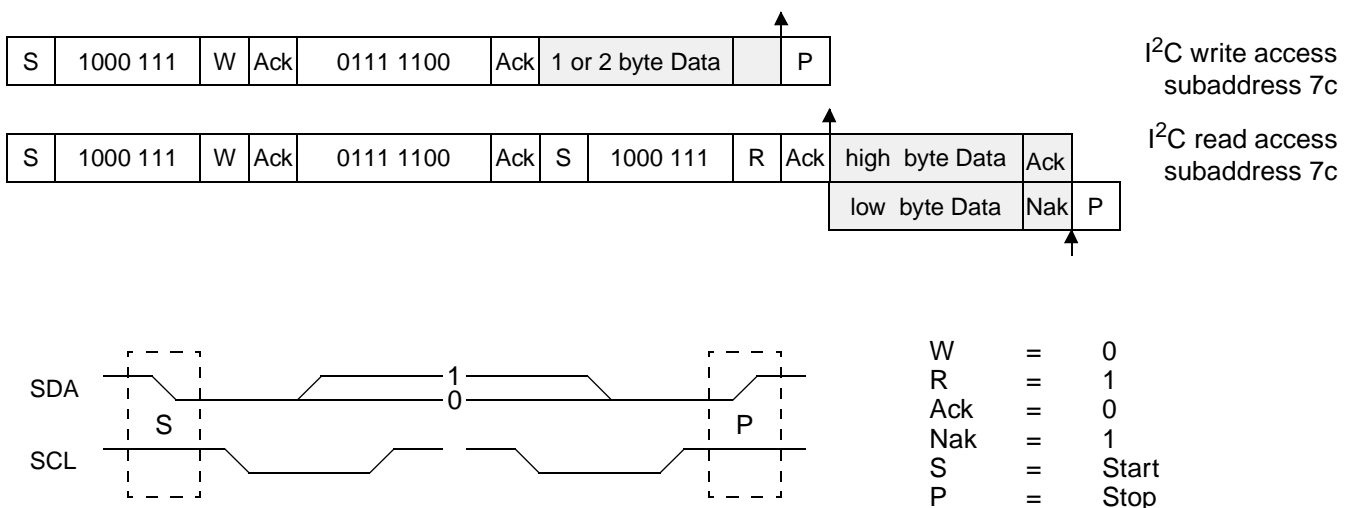 S 1000 111 W Ack 0111 1100 Ack 1 or 2 byte Data P
I²C write access
subaddress 7c
S 1000 111 W Ack 0111 1100 Ack S 1000 111 R Ack high byte Data Ack
low byte Data Nak P
I²C read access
subaddress 7c
SDA 1
0
S P
SCL
W = 0
R = 1
Ack = 0
Nak = 1
S = Start
P = Stop